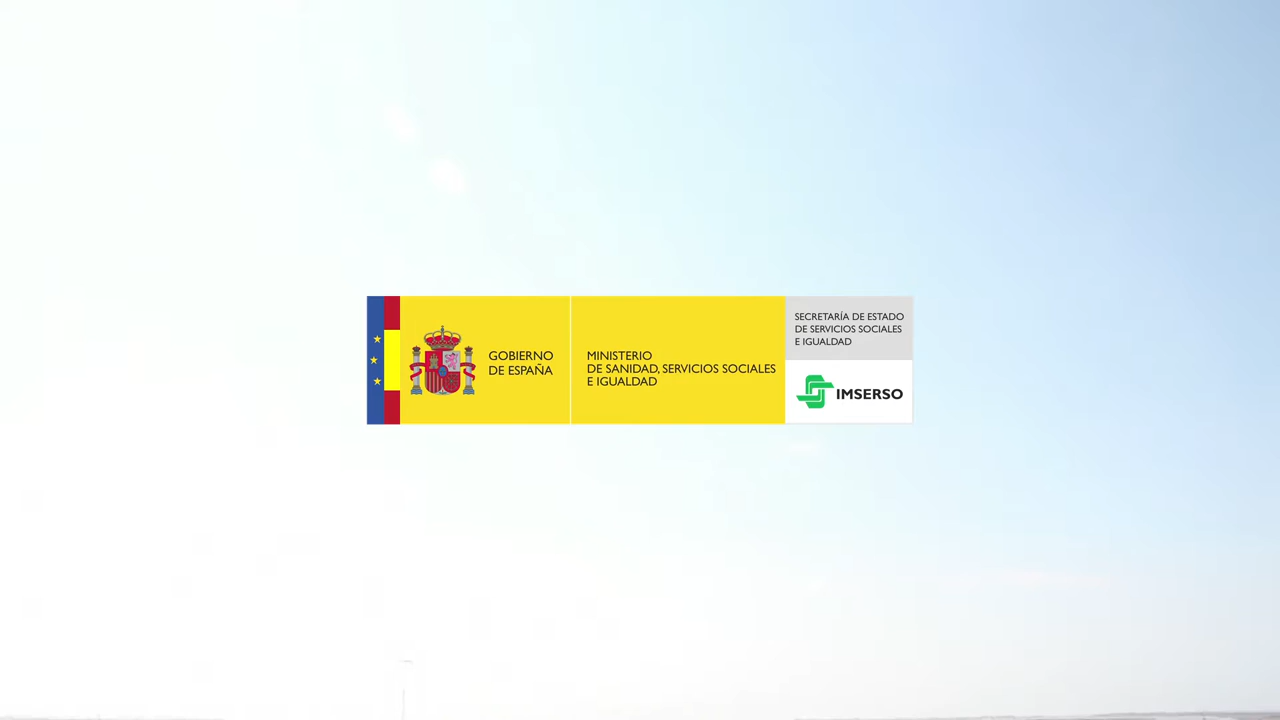 GOBIERNO
DE ESPAÑA
MINISTERIO
DE SANIDAD, SERVICIOS SOCIALES
E IGUALDAD
SECRETARÍA DE ESTADO
DE SERVICIOS SOCIALES
E IGUALDAD
IMSERSO